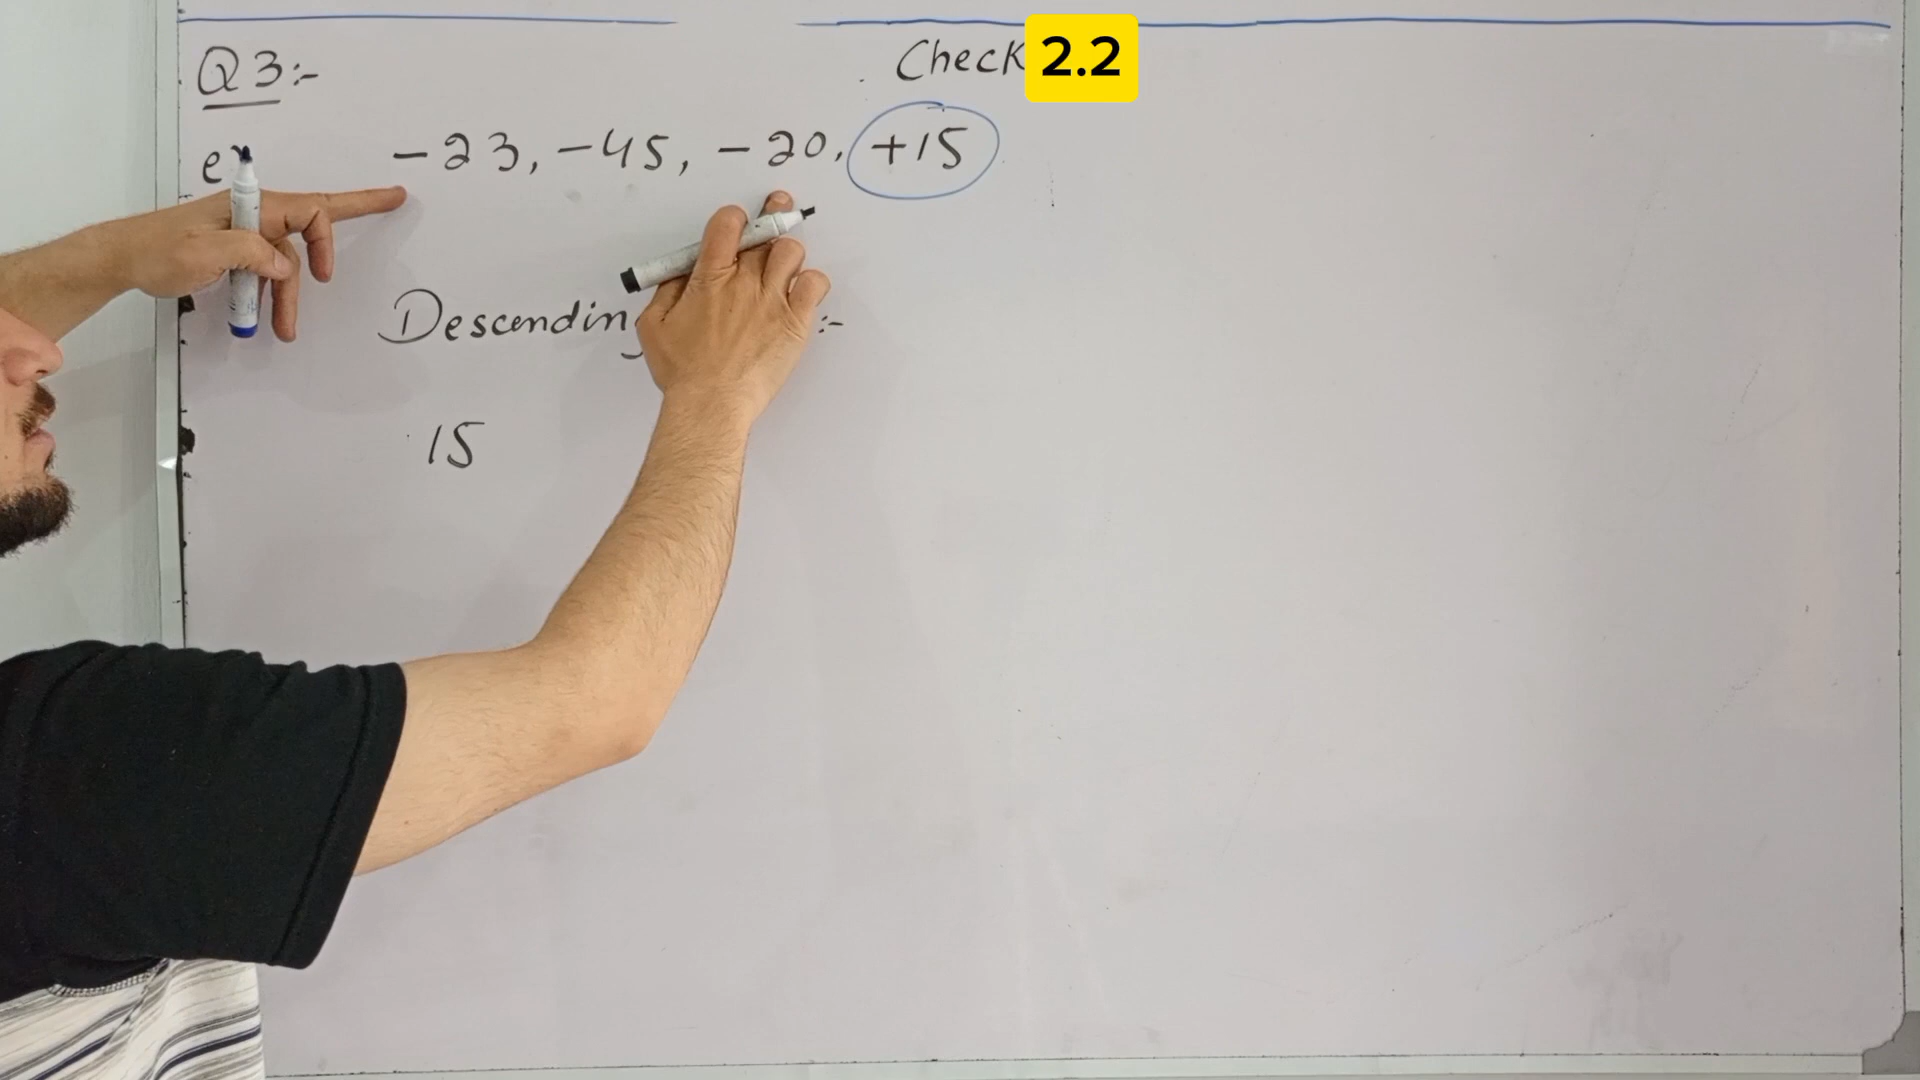 Check 2.2
Q3:-
-23, -45, -20, +15
Descending :-
15